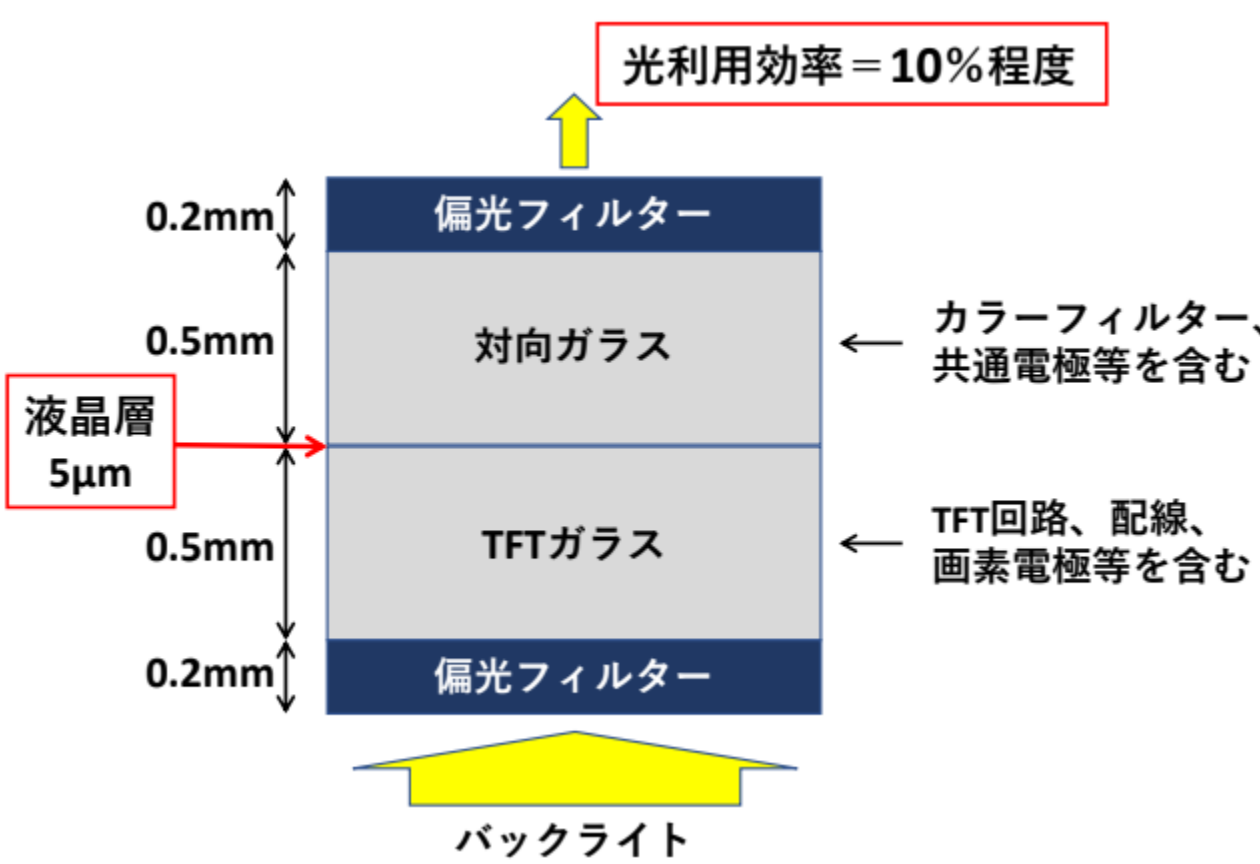 光利用効率＝10％程度
0.2mm
偏光フィルター
0.5mm
対向ガラス
カラーフィルター、
共通電極等を含む
液晶層
5μm
0.5mm
TFTガラス
TFT回路、配線、
画素電極等を含む
0.2mm
偏光フィルター
バックライト